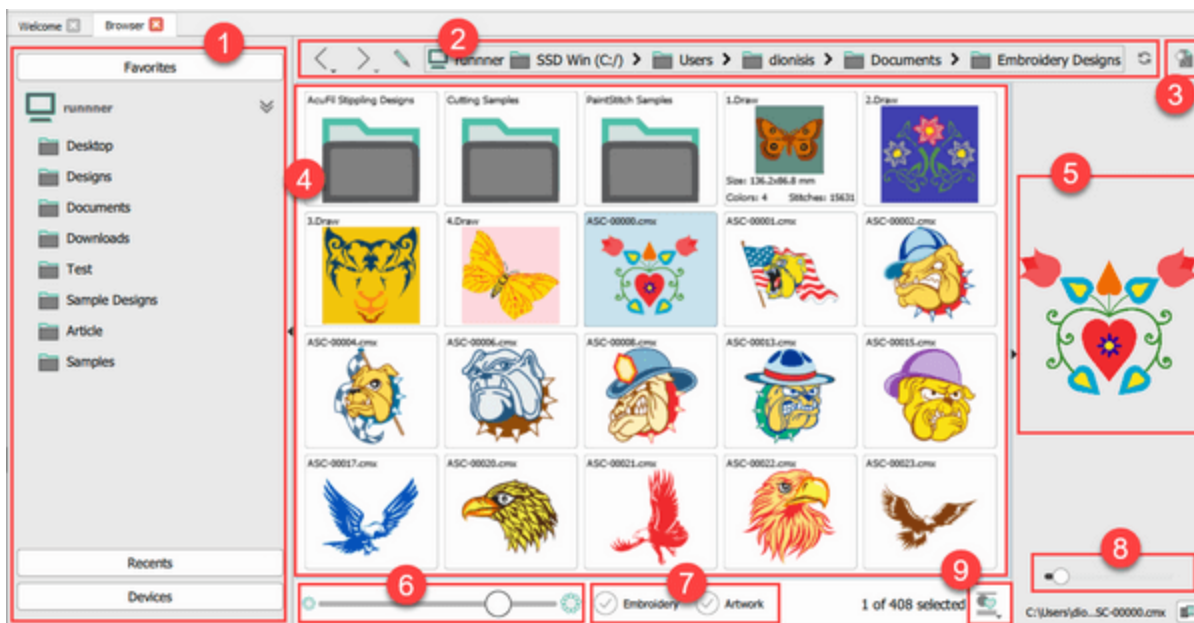 Welcome Browser
1
2
3
Favorites
runnner SSD Win (C:/) Users dionisis Documents Embroidery Designs
runnner
Desktop
Designs
Documents
Downloads
Test
Sample Designs
Article
Samples
Recents
Devices
4
AcuFil Stippling Designs Cutting Samples PaintStitch Samples 1.Draw 2.Draw
Size: 136.2x86.8 mm
Colors: 4 Stitches: 15631
3.Draw 4.Draw ASC-00000.cmx ASC-00001.cmx ASC-00002.cmx
ASC-00004.cmx ASC-00006.cmx ASC-00008.cmx ASC-00013.cmx ASC-00015.cmx
ASC-00017.cmx ASC-00020.cmx ASC-00021.cmx ASC-00022.cmx ASC-00023.cmx
5
6
7
8
9
Embroidery Artwork 1 of 408 selected
C:\Users\dio...SC-00000.cmx